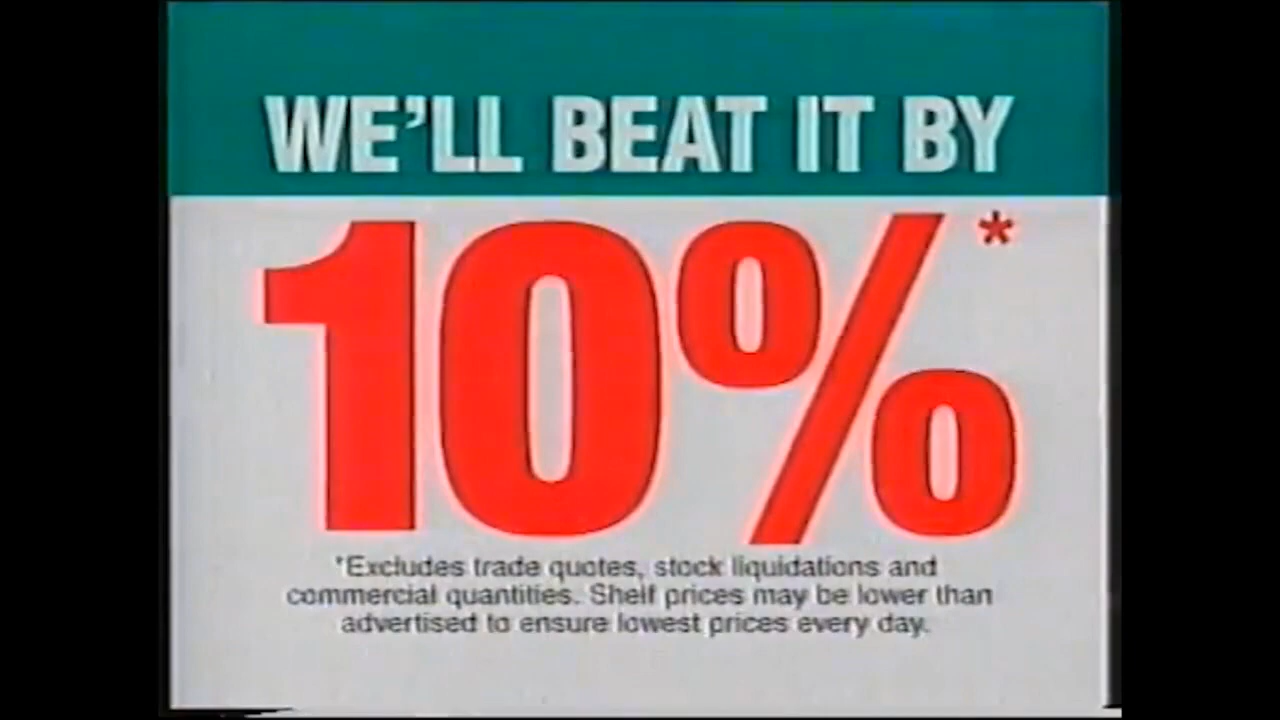 WE'LL BEAT IT BY
10%*
*Excludes trade quotes, stock liquidations and
commercial quantities. Shelf prices may be lower than
advertised to ensure lowest prices every day.